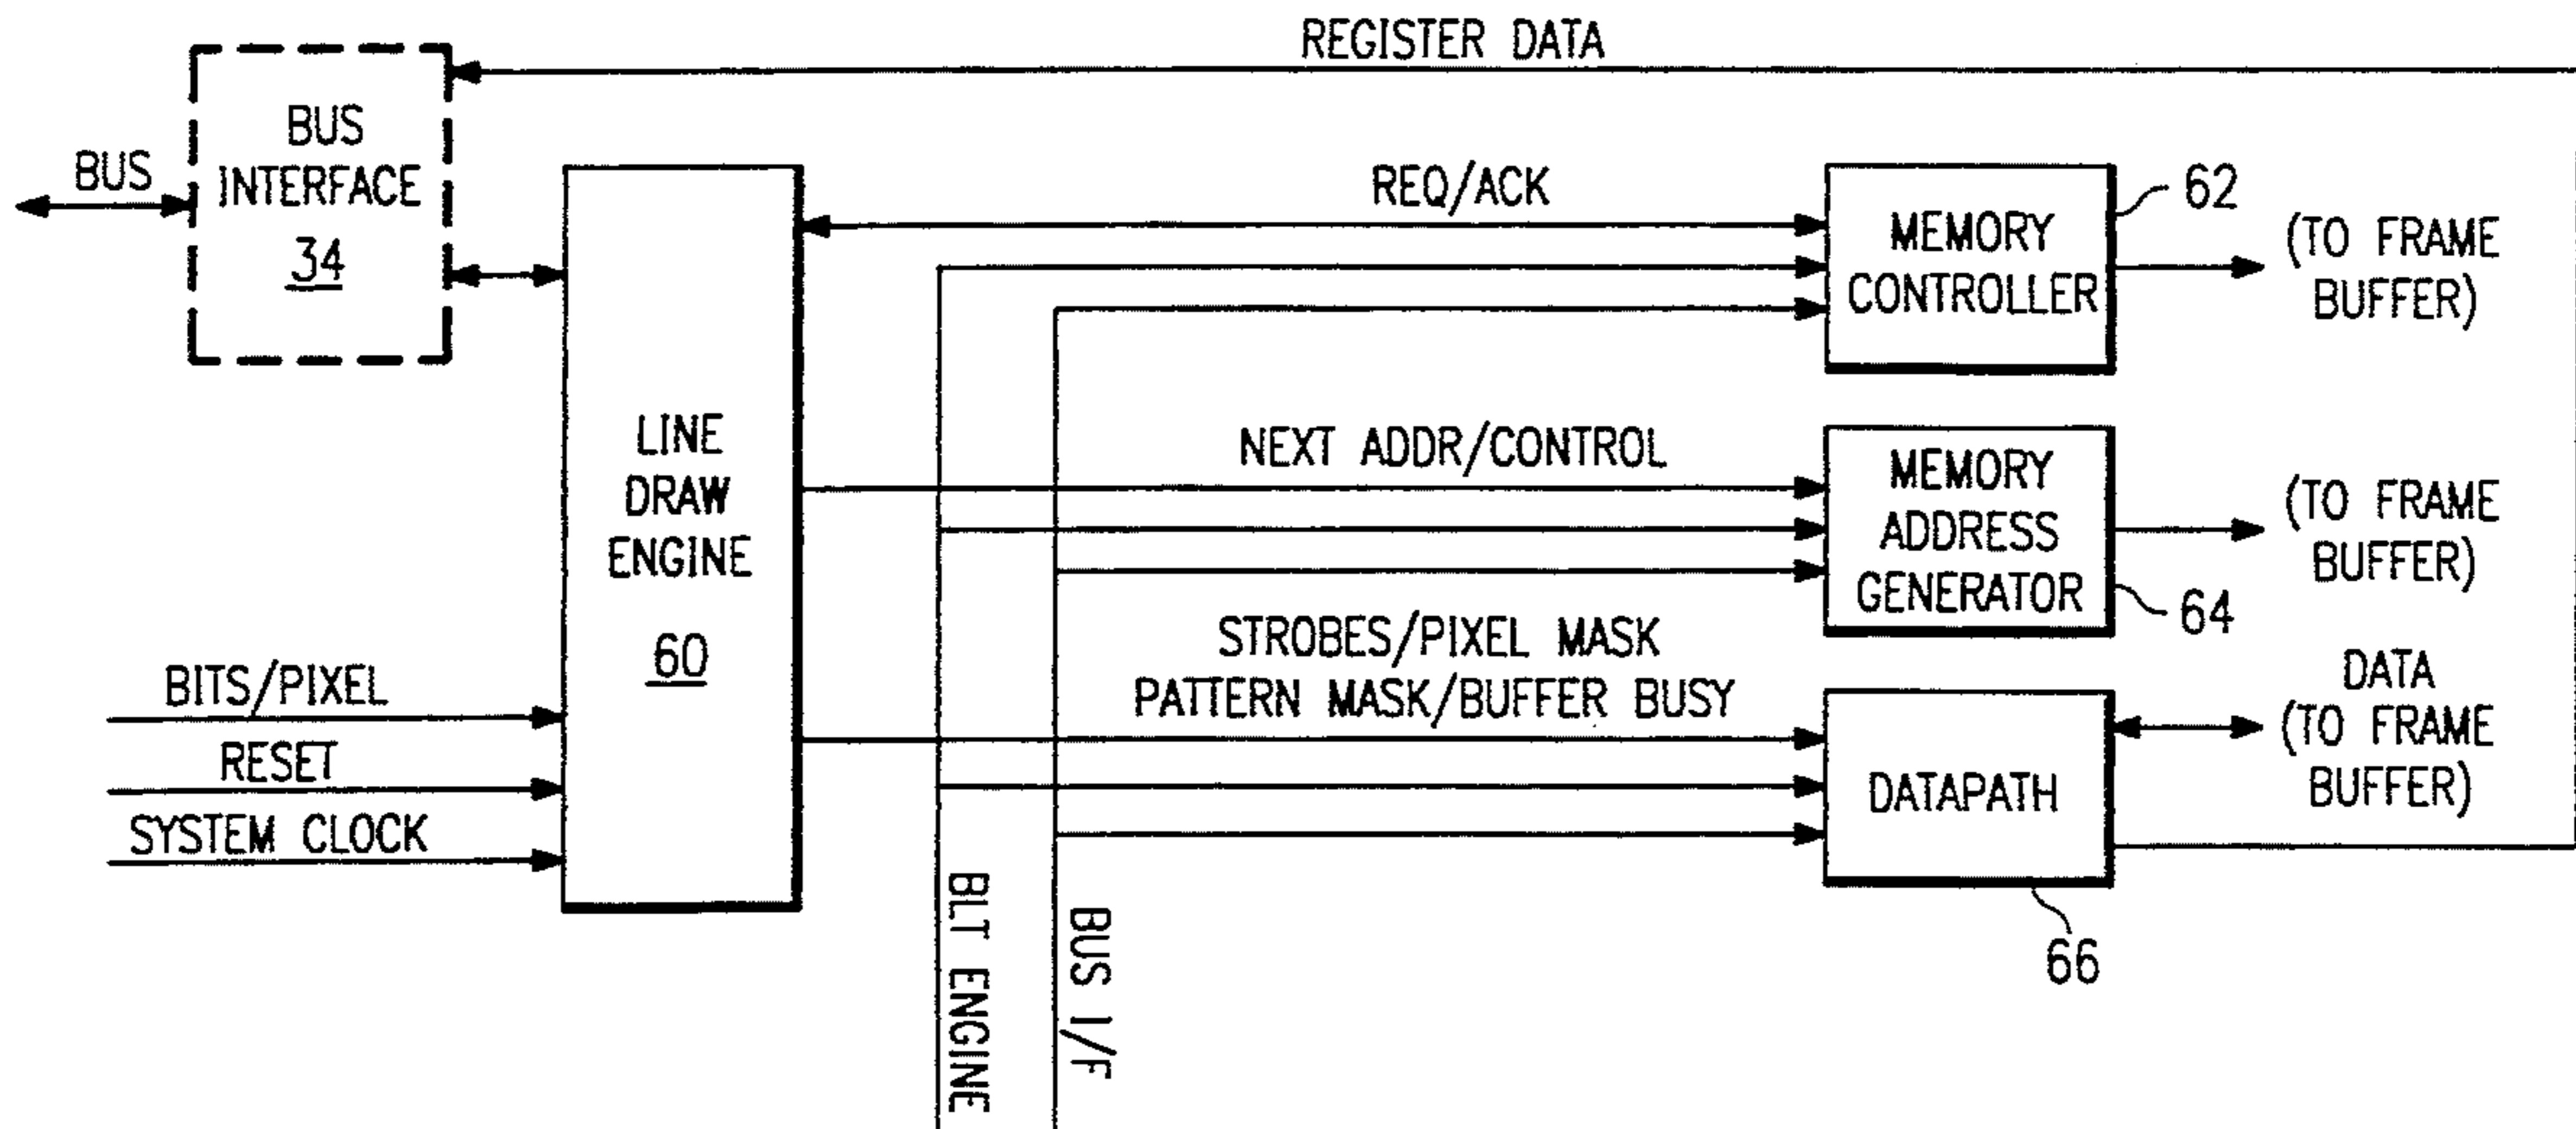 REGISTER DATA
BUS
BUS
INTERFACE
34
LINE
DRAW
ENGINE
60
BITS/PIXEL
RESET
SYSTEM CLOCK
REQ/ACK
NEXT ADDR/CONTROL
STROBES/PIXEL MASK
PATTERN MASK/BUFFER BUSY
BLT ENGINE
BUS I/F
MEMORY
CONTROLLER
62
(TO FRAME
BUFFER)
MEMORY
ADDRESS
GENERATOR
64
(TO FRAME
BUFFER)
DATAPATH
66
DATA
(TO FRAME
BUFFER)